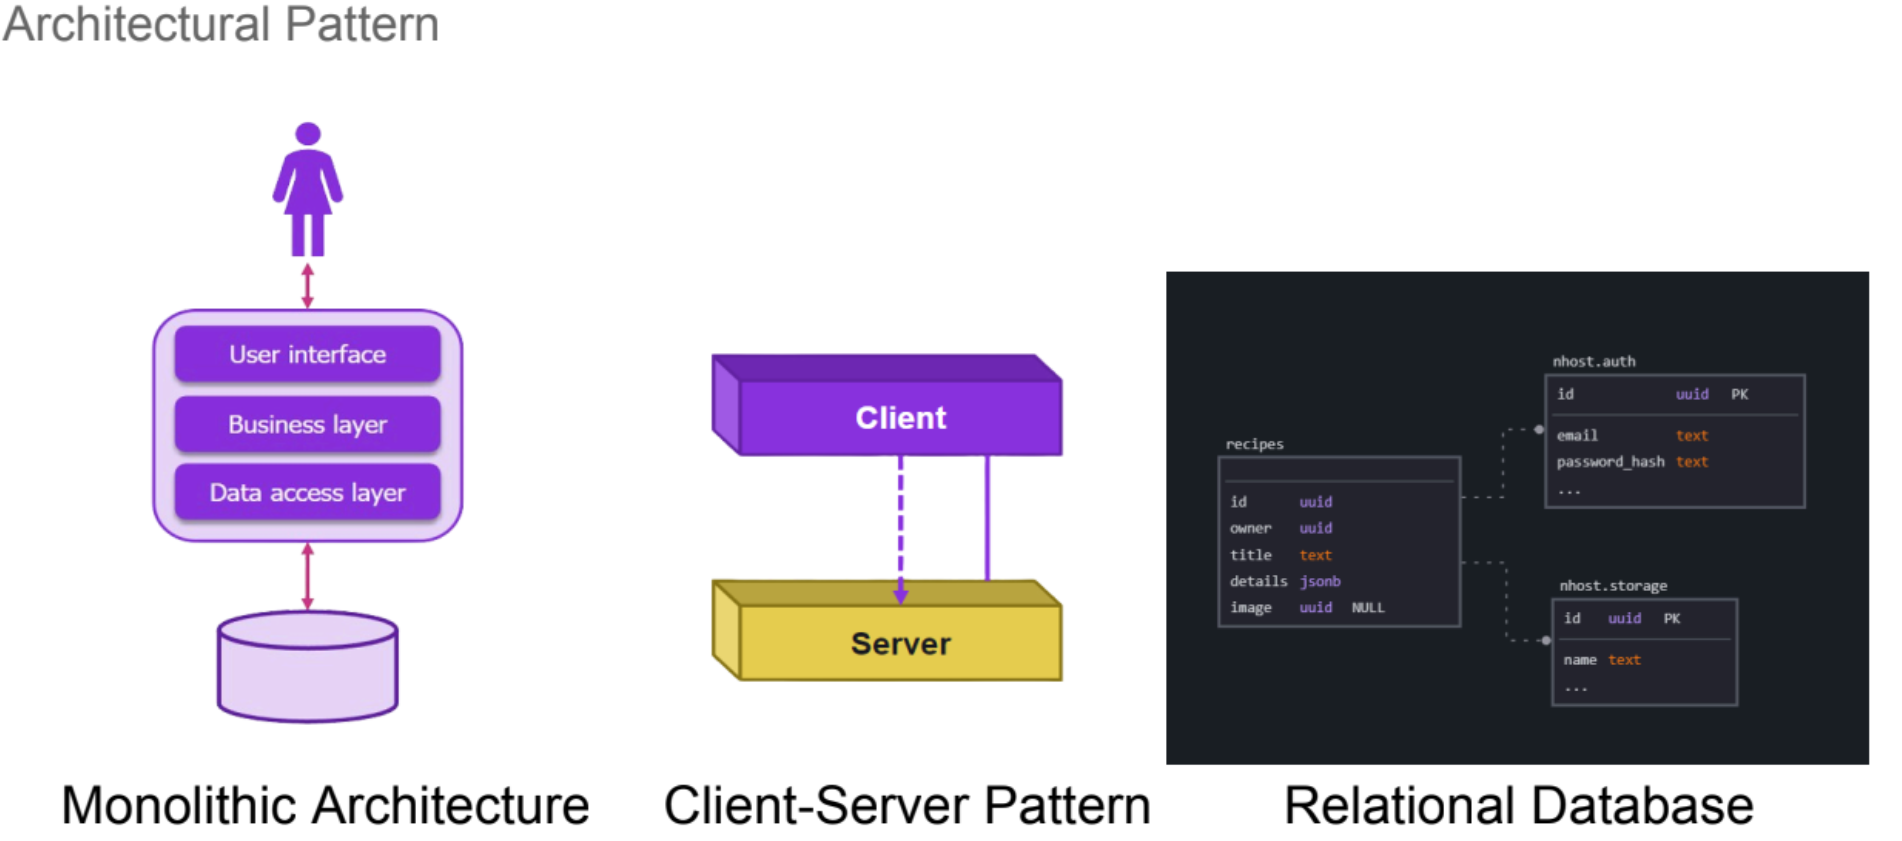 Architectural Pattern
User interface
Business layer
Data access layer
Monolithic Architecture
Client
Server
Client-Server Pattern
recipes
id uuid
owner uuid
title text
details jsonb
image uuid NULL
nhost.auth
id uuid PK
email text
password_hash text
...
nhost.storage
id uuid PK
name text
...
Relational Database